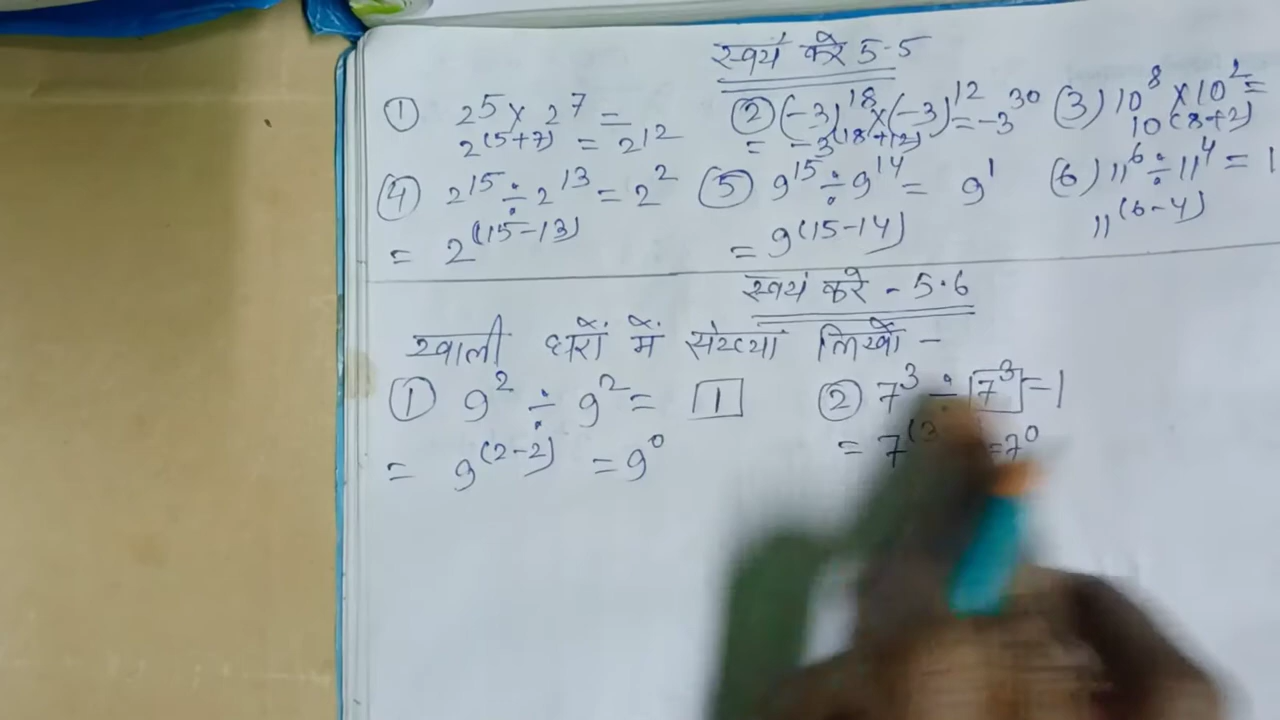 स्वयं करे 5.5
① 2⁵ × 2⁷ = ② (-3)¹⁸ × (-3)¹² = -3³⁰ (3) 10⁸ × 10² =
2⁽⁵⁺⁷⁾ = 2¹² = -3⁽¹⁸⁺¹²⁾ 10⁽⁸⁺²⁾
④ 2¹⁵ ÷ 2¹³ = 2² ⑤ 9¹⁵ ÷ 9¹⁴ = 9¹ (6) 11⁶ ÷ 11⁴ = 1
= 2⁽¹⁵⁻¹³⁾ = 9⁽¹⁵⁻¹⁴⁾ 11⁽⁶⁻⁴⁾
स्वयं करे - 5.6
खाली घरों में संख्याँ लिखों -
① 9² ÷ 9² = 1 ② 7³ ÷ 7³ = 1
= 9⁽²⁻²⁾ = 9⁰ = 7⁽³ = 7⁰